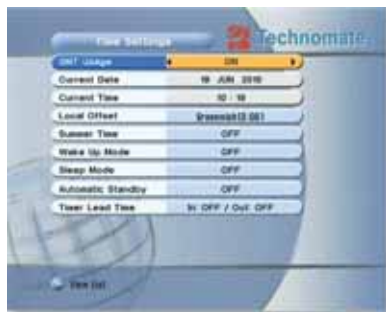 Time Settings
Technomate
GMT Usage ON
Current Date 19 JUN 2010
Current Time 10 : 18
Local Offset
Summer Time OFF
Wake Up Mode OFF
Sleep Mode OFF
Automatic Standby OFF
Timer Lead Time In: OFF / Out: OFF